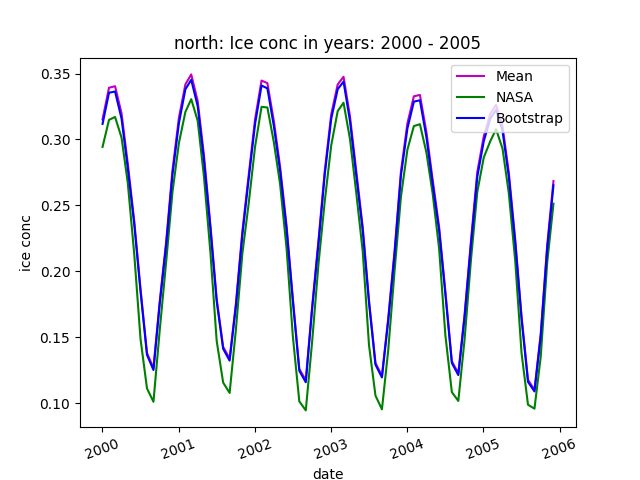 north: Ice conc in years: 2000 - 2005
Mean
NASA
Bootstrap
ice conc
0.35
0.30
0.25
0.20
0.15
0.10
2000 2001 2002 2003 2004 2005 2006
date